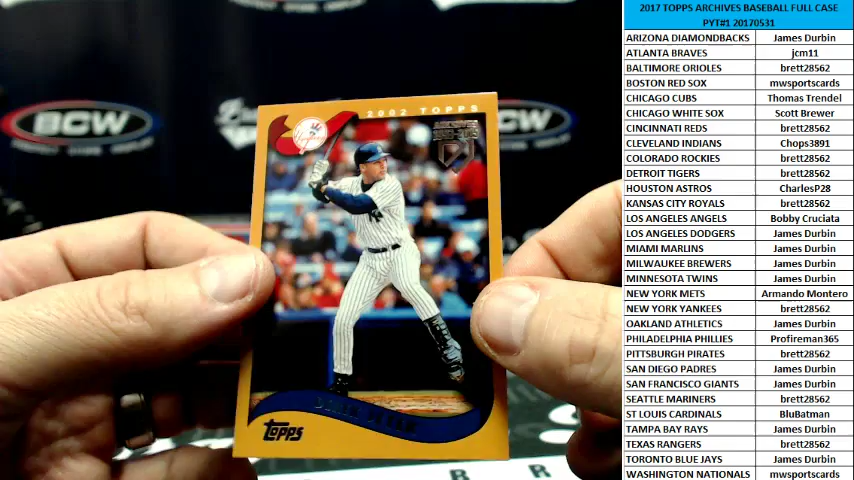 BCW
2002 TOPPS
DEREK JETER
Topps
2017 TOPPS ARCHIVES BASEBALL FULL CASE
PYT#1 20170531
ARIZONA DIAMONDBACKS James Durbin
ATLANTA BRAVES jcm11
BALTIMORE ORIOLES brett28562
BOSTON RED SOX mwsportscards
CHICAGO CUBS Thomas Trendel
CHICAGO WHITE SOX Scott Brewer
CINCINNATI REDS brett28562
CLEVELAND INDIANS Chops3891
COLORADO ROCKIES brett28562
DETROIT TIGERS brett28562
HOUSTON ASTROS CharlesP28
KANSAS CITY ROYALS brett28562
LOS ANGELES ANGELS Bobby Cruciata
LOS ANGELES DODGERS James Durbin
MIAMI MARLINS James Durbin
MILWAUKEE BREWERS James Durbin
MINNESOTA TWINS James Durbin
NEW YORK METS Armando Montero
NEW YORK YANKEES brett28562
OAKLAND ATHLETICS James Durbin
PHILADELPHIA PHILLIES Profireman365
PITTSBURGH PIRATES brett28562
SAN DIEGO PADRES James Durbin
SAN FRANCISCO GIANTS James Durbin
SEATTLE MARINERS brett28562
ST LOUIS CARDINALS BluBatman
TAMPA BAY RAYS James Durbin
TEXAS RANGERS brett28562
TORONTO BLUE JAYS James Durbin
WASHINGTON NATIONALS mwsportscards